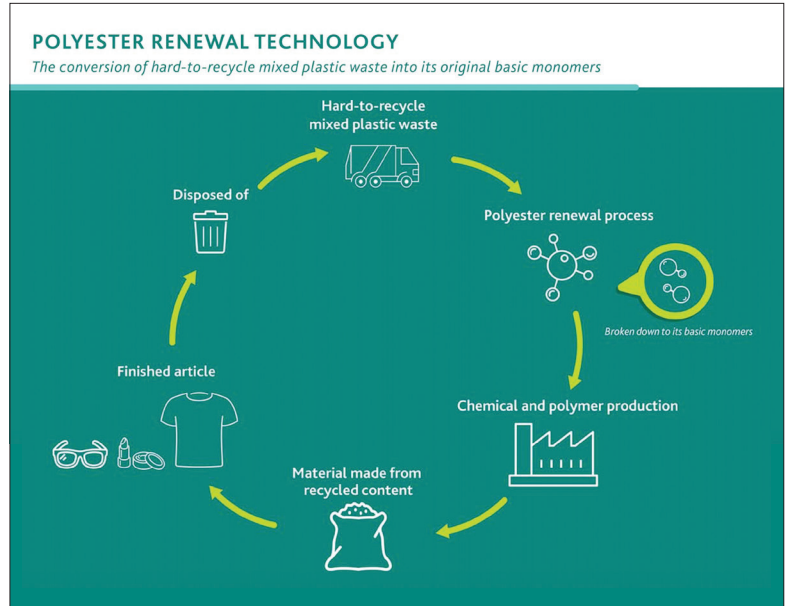 POLYESTER RENEWAL TECHNOLOGY
The conversion of hard-to-recycle mixed plastic waste into its original basic monomers
Hard-to-recycle
mixed plastic waste
Disposed of
Polyester renewal process
Broken down to its basic monomers
Finished article
Chemical and polymer production
Material made from
recycled content